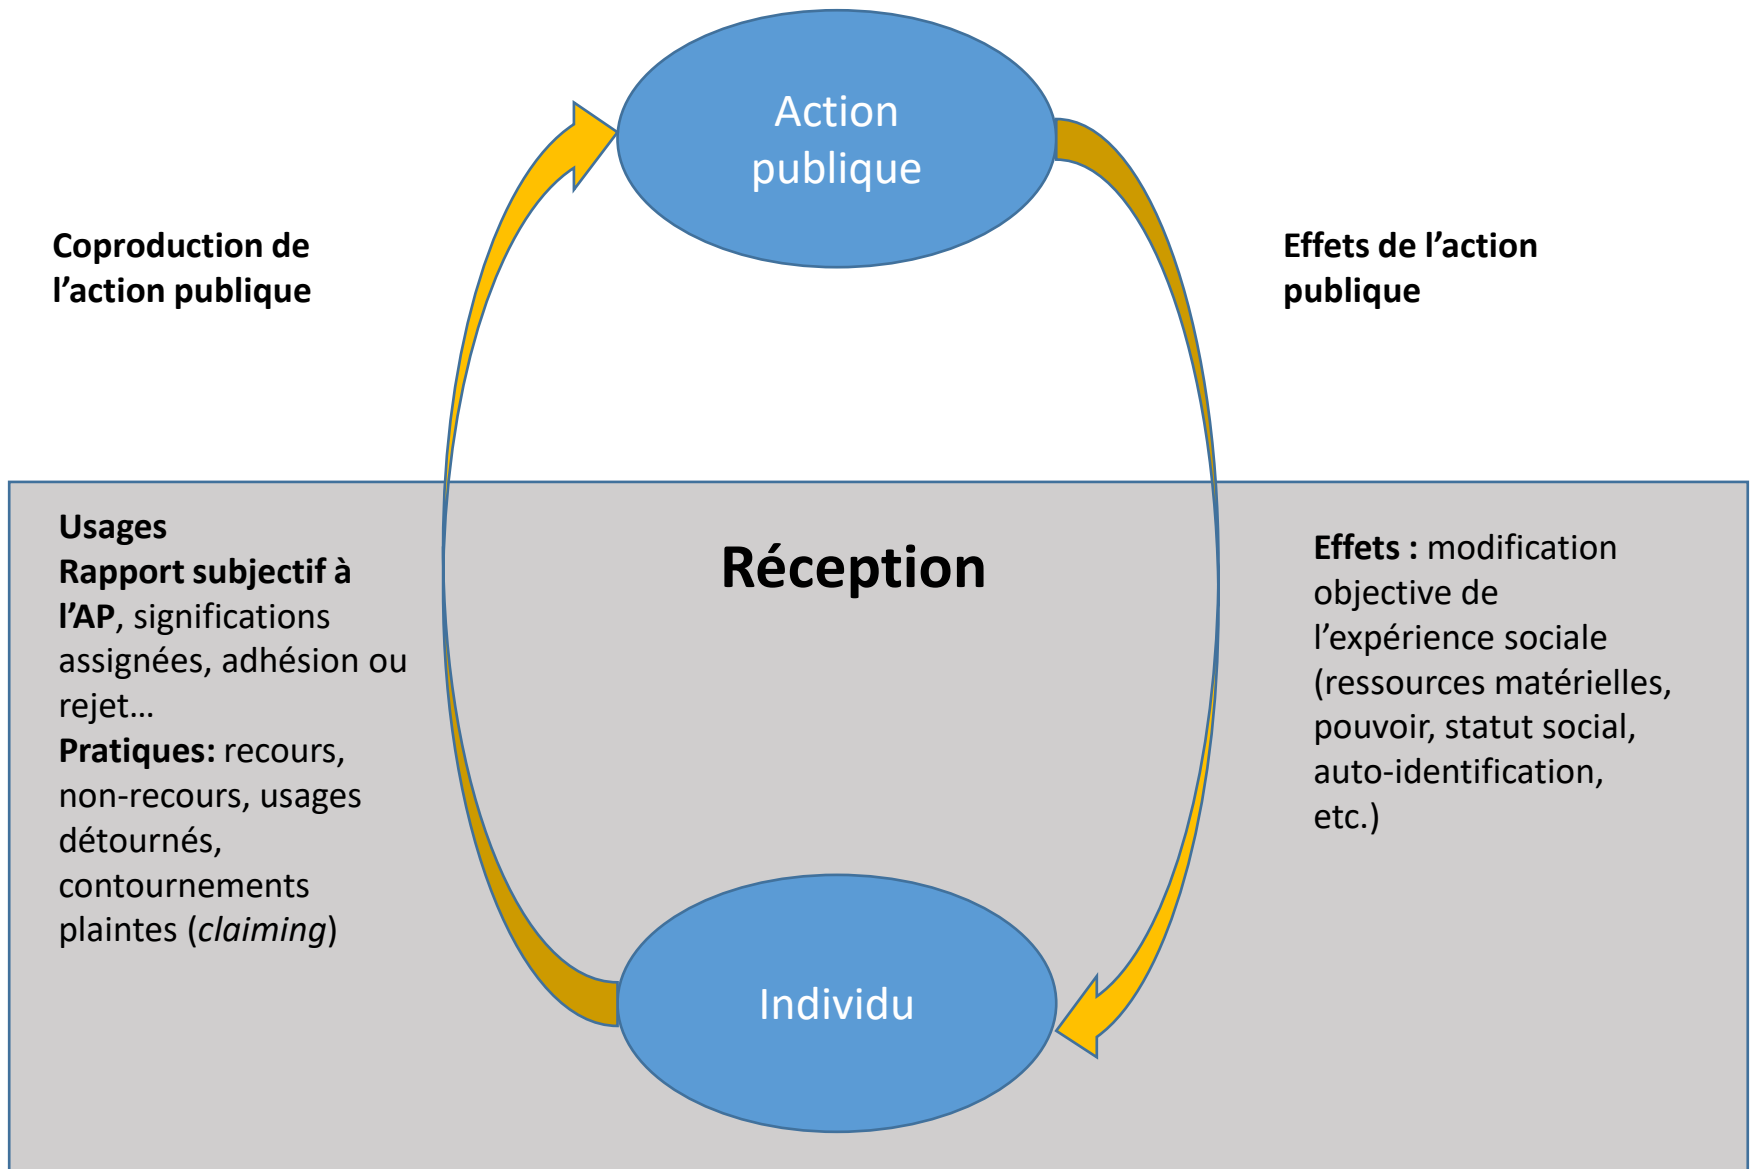 Action
publique
Coproduction de
l’action publique
Effets de l’action
publique
Usages
Rapport subjectif à
l’AP, significations
assignées, adhésion ou
rejet…
Pratiques: recours,
non-recours, usages
détournés,
contournements
plaintes (claiming)
Réception
Effets : modification
objective de
l’expérience sociale
(ressources matérielles,
pouvoir, statut social,
auto-identification,
etc.)
Individu